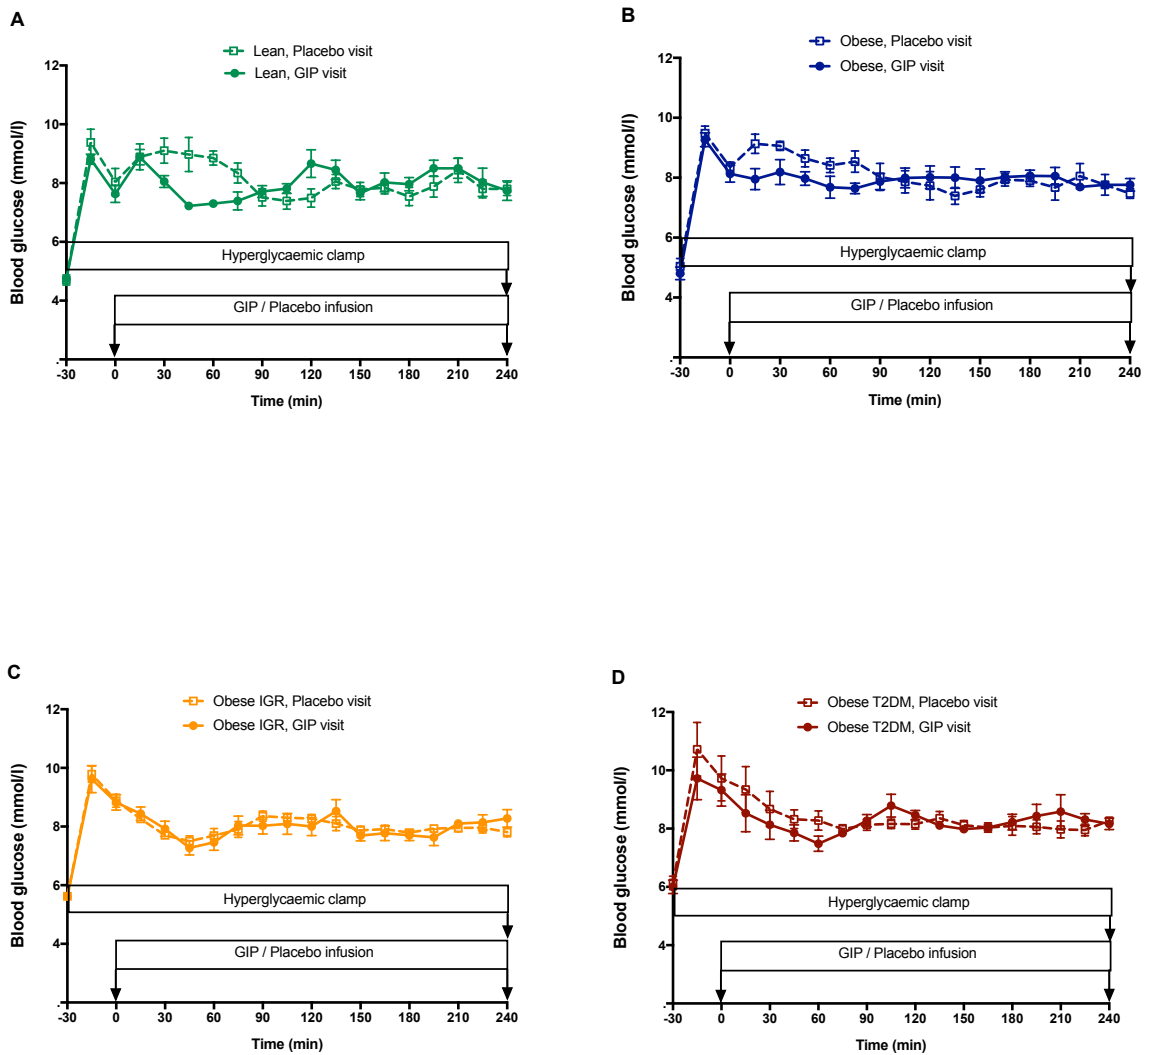 A
Lean, Placebo visit
Lean, GIP visit
Blood glucose (mmol/l)
12
10
8
6
4
Hyperglycaemic clamp
GIP / Placebo infusion
-30 0 30 60 90 120 150 180 210 240
Time (min)
B
Obese, Placebo visit
Obese, GIP visit
Blood glucose (mmol/l)
12
10
8
6
4
Hyperglycaemic clamp
GIP / Placebo infusion
-30 0 30 60 90 120 150 180 210 240
Time (min)
C
Obese IGR, Placebo visit
Obese IGR, GIP visit
Blood glucose (mmol/l)
12
10
8
6
4
Hyperglycaemic clamp
GIP / Placebo infusion
-30 0 30 60 90 120 150 180 210 240
Time (min)
D
Obese T2DM, Placebo visit
Obese T2DM, GIP visit
Blood glucose (mmol/l)
12
10
8
6
4
Hyperglycaemic clamp
GIP / Placebo infusion
-30 0 30 60 90 120 150 180 210 240
Time (min)